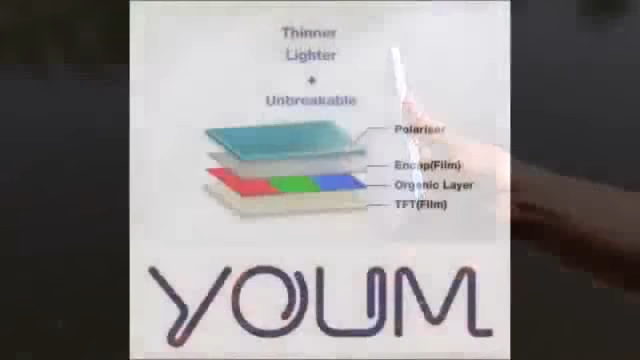 Thinner
Lighter
+
Unbreakable
Polariser
Encap(Film)
Organic Layer
TFT(Film)
YOUM